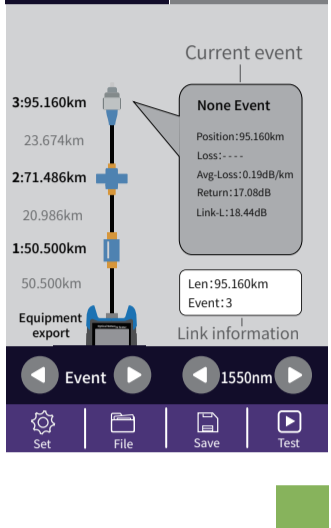 Current event
3:95.160km
23.674km
2:71.486km
20.986km
1:50.500km
50.500km
Equipment
export
None Event
Position:95.160km
Loss:----
Avg-Loss:0.19dB/km
Return:17.08dB
Link-L:18.44dB
Len:95.160km
Event:3
Link information
Event
1550nm
Set
File
Save
Test